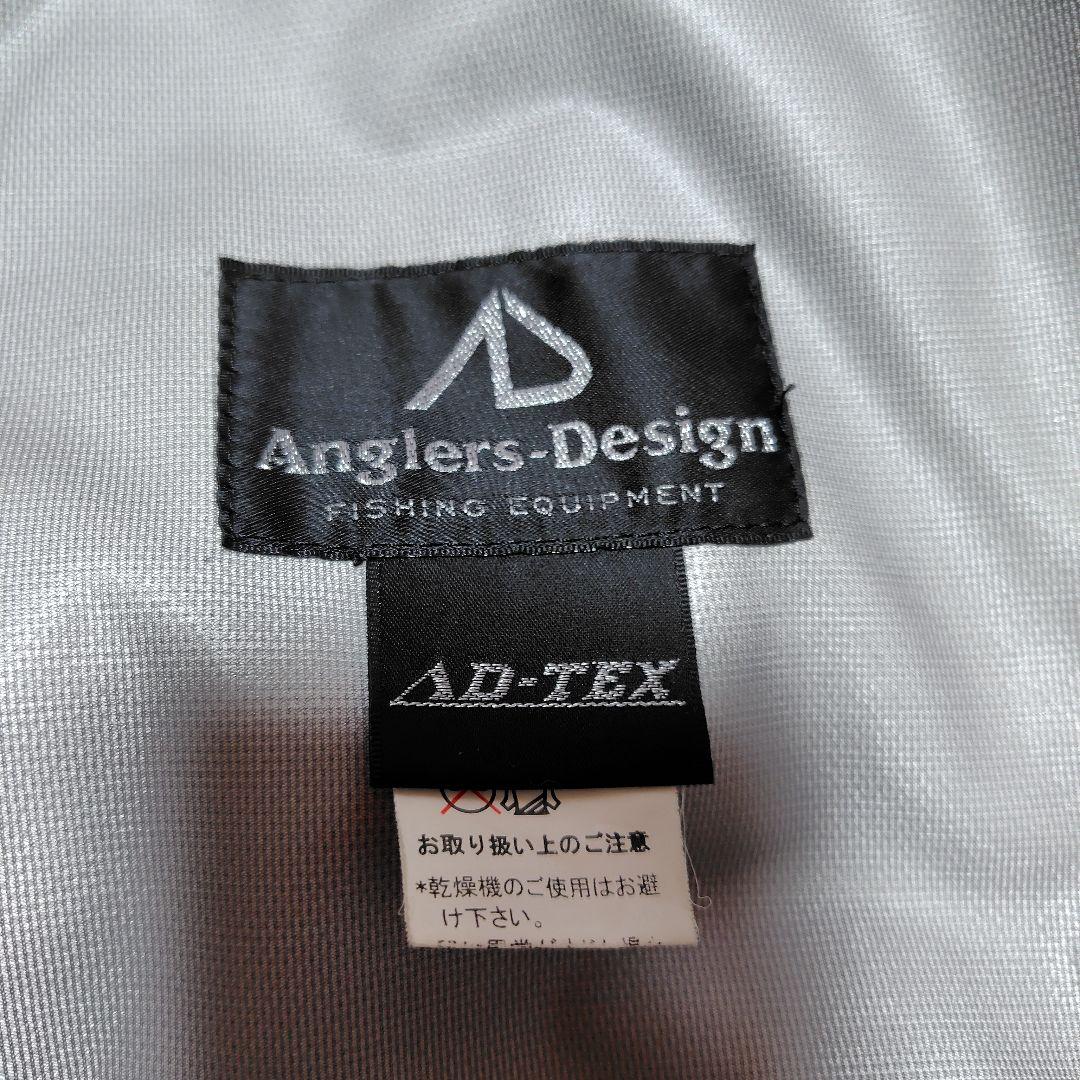 AD
Anglers-Design
FISHING EQUIPMENT
AD-TEX
お取り扱い上のご注意
*乾燥機のご使用はお避
け下さい。